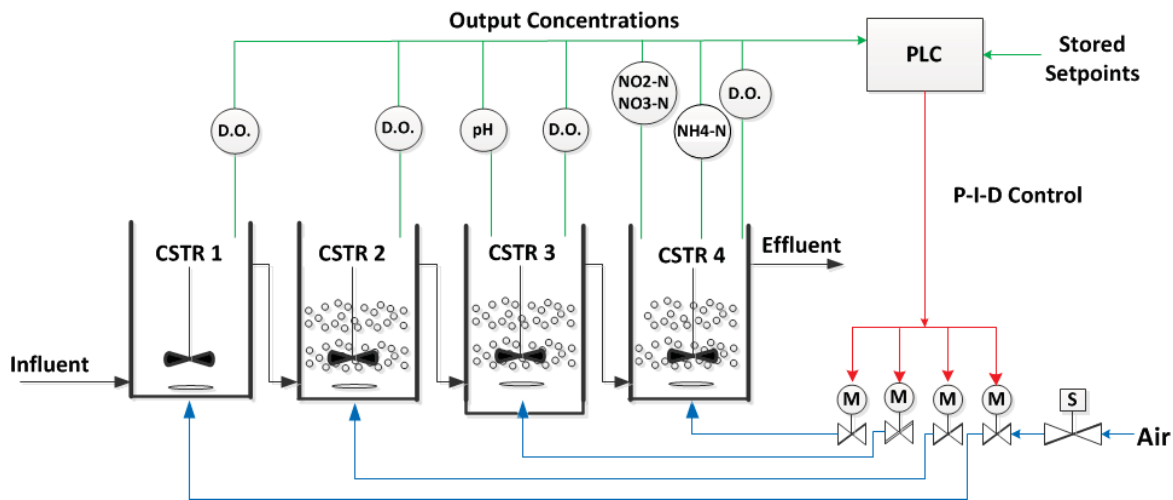 Output Concentrations
PLC
Stored
Setpoints
NO2-N
NO3-N
D.O.
D.O.
D.O.
pH
D.O.
NH4-N
P-I-D Control
CSTR 1
CSTR 2
CSTR 3
CSTR 4
Effluent
Influent
M
M
M
M
S
Air